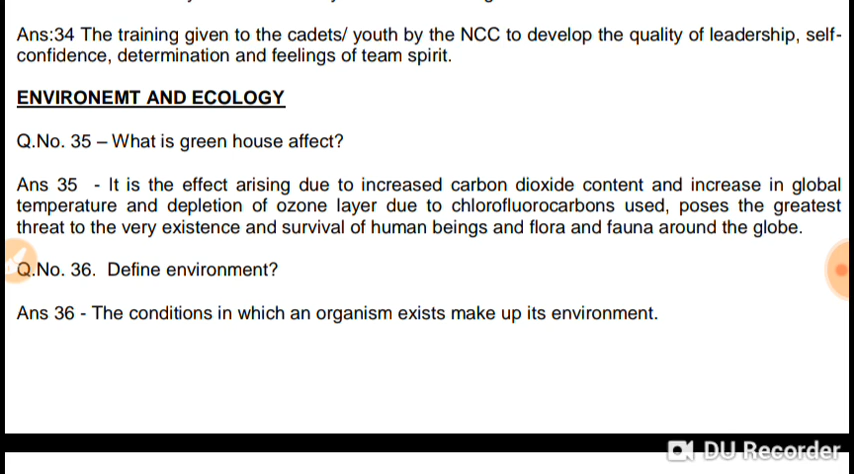 Ans:34 The training given to the cadets/ youth by the NCC to develop the quality of leadership, self-
confidence, determination and feelings of team spirit.
ENVIRONEMT AND ECOLOGY
Q.No. 35 – What is green house affect?
Ans 35 - It is the effect arising due to increased carbon dioxide content and increase in global
temperature and depletion of ozone layer due to chlorofluorocarbons used, poses the greatest
threat to the very existence and survival of human beings and flora and fauna around the globe.
Q.No. 36. Define environment?
Ans 36 - The conditions in which an organism exists make up its environment.
DU Recorder